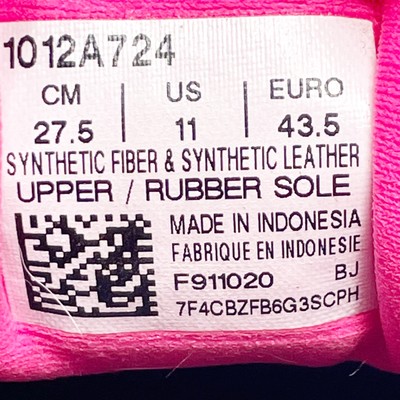 1012A724
CM | US | EURO
27.5 | 11 | 43.5
SYNTHETIC FIBER & SYNTHETIC LEATHER
UPPER / RUBBER SOLE
MADE IN INDONESIA
FABRIQUE EN INDONESIE
F911020 BJ
7F4CBZFB6G3SCPH